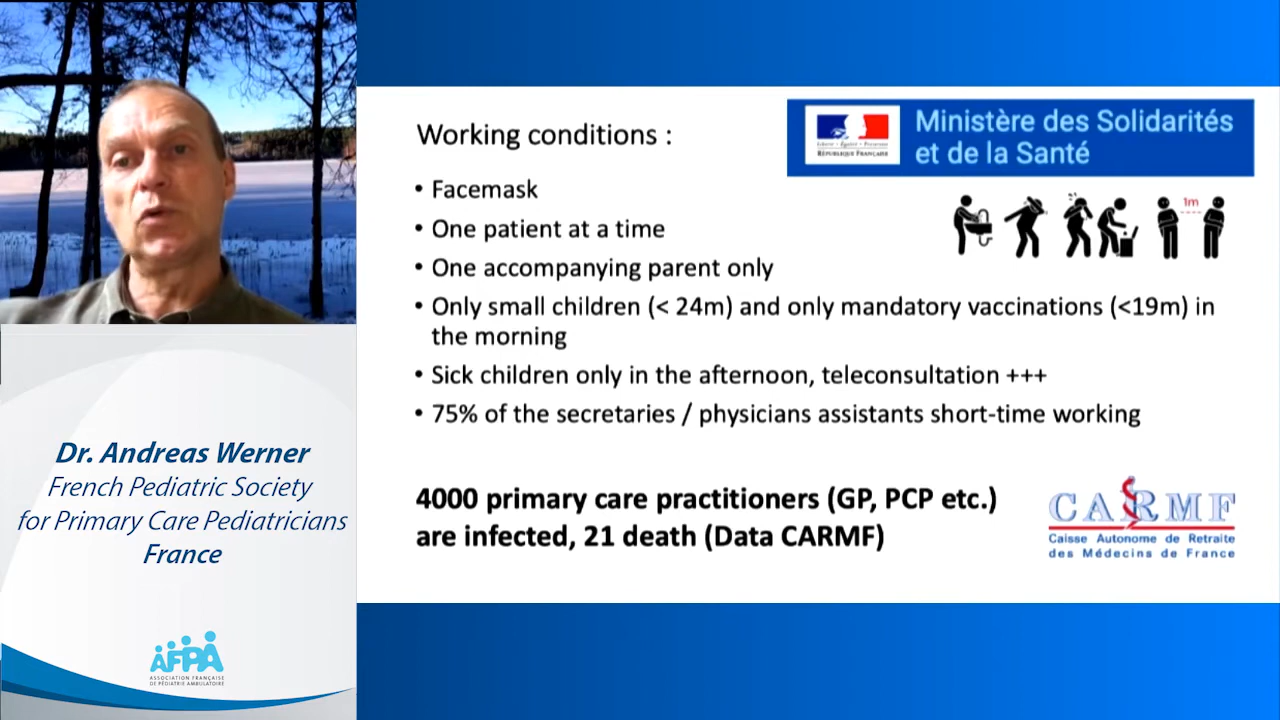 Working conditions :
Ministère des Solidarités
et de la Santé
RÉPUBLIQUE FRANÇAISE
1m
• Facemask
• One patient at a time
• One accompanying parent only
• Only small children (< 24m) and only mandatory vaccinations (<19m) in
the morning
• Sick children only in the afternoon, teleconsultation +++
• 75% of the secretaries / physicians assistants short-time working
4000 primary care practitioners (GP, PCP etc.)
are infected, 21 death (Data CARMF)
CARMF
Caisse Autonome de Retraite
des Médecins de France
Dr. Andreas Werner
French Pediatric Society
for Primary Care Pediatricians
France
AFPA
ASSOCIATION FRANÇAISE
DE PÉDIATRIE AMBULATOIRE